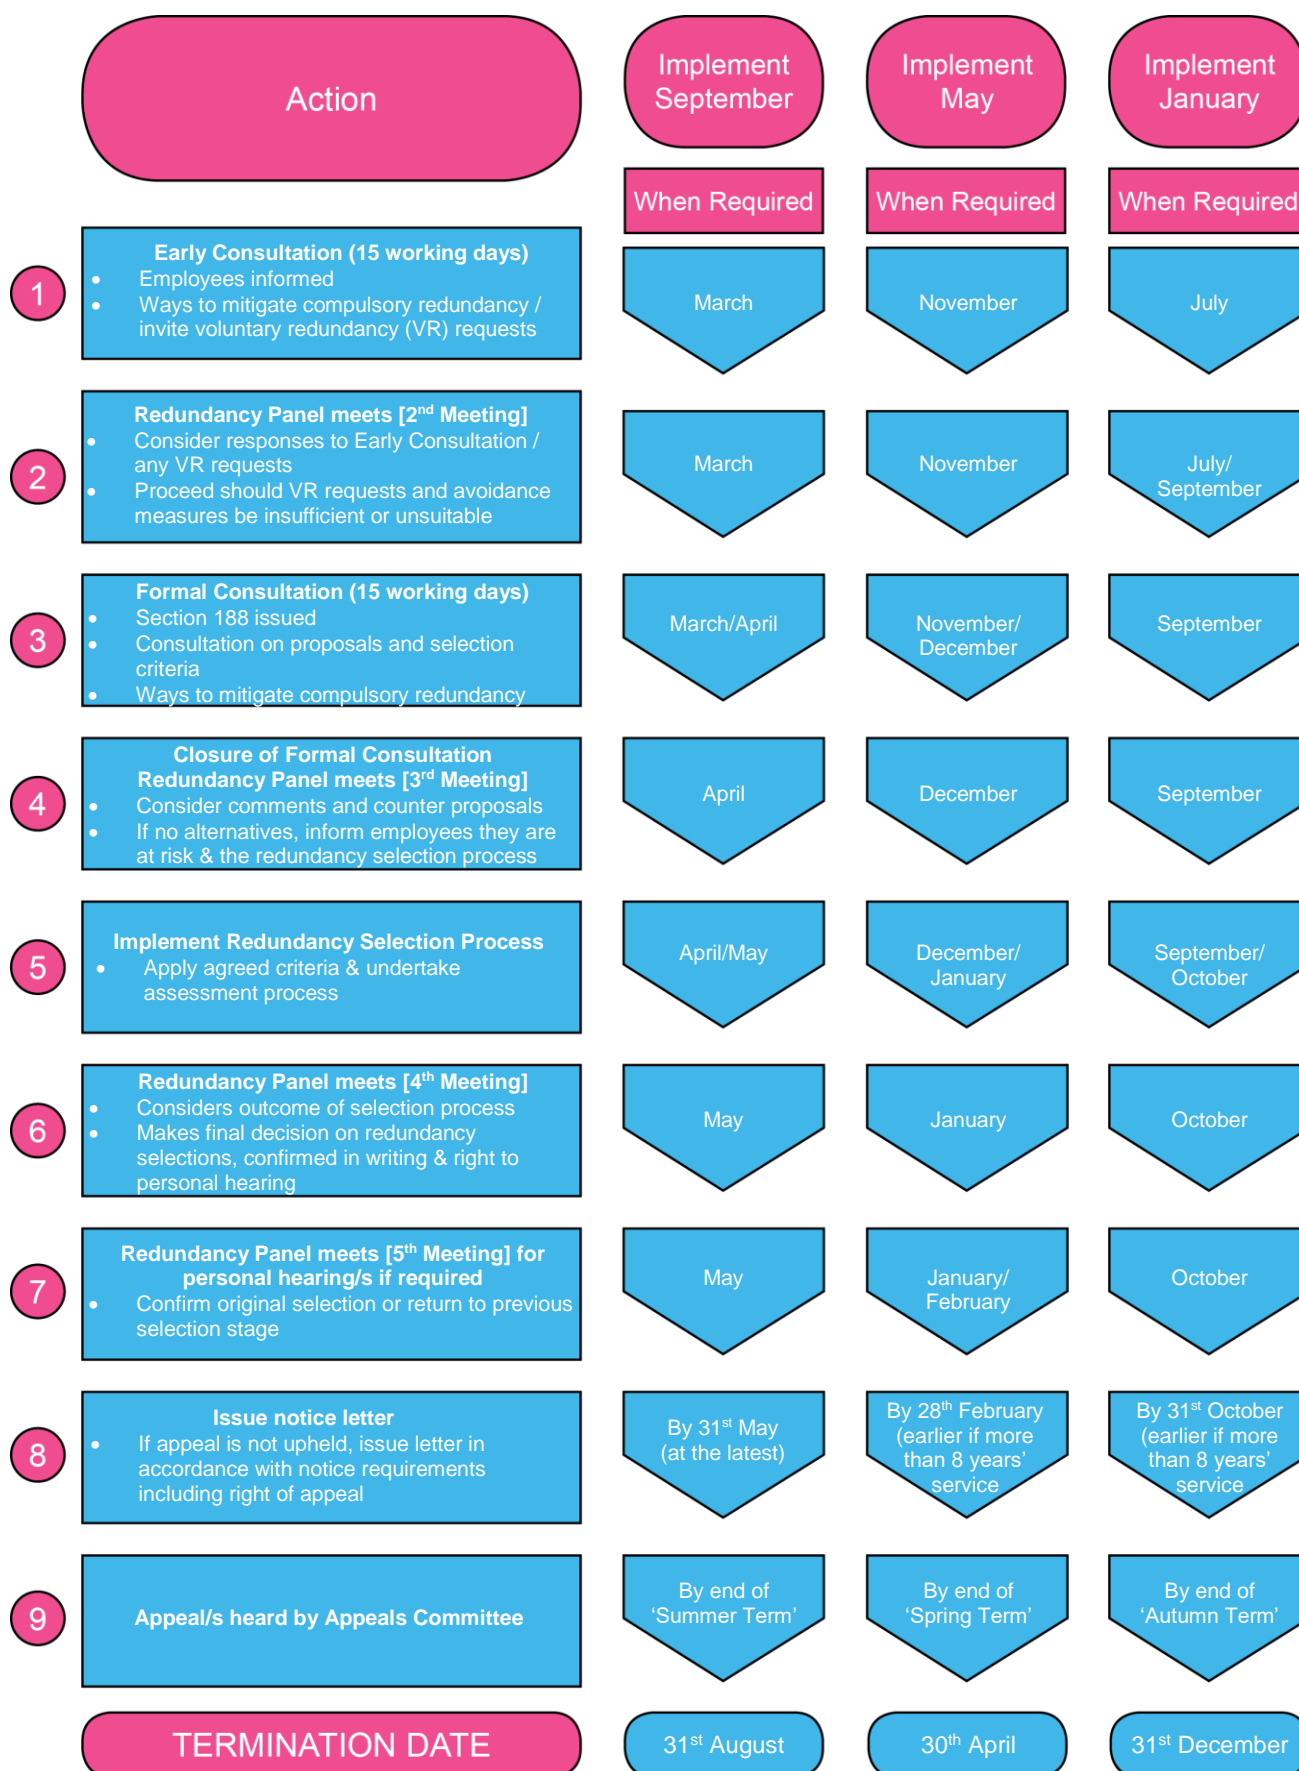 Action
Implement
September
Implement
May
Implement
January
When Required
When Required
When Required
1
Early Consultation (15 working days)
• Employees informed
• Ways to mitigate compulsory redundancy /
invite voluntary redundancy (VR) requests
March
November
July
2
Redundancy Panel meets [2nd Meeting]
• Consider responses to Early Consultation /
any VR requests
• Proceed should VR requests and avoidance
measures be insufficient or unsuitable
March
November
July/
September
3
Formal Consultation (15 working days)
• Section 188 issued
• Consultation on proposals and selection
criteria
• Ways to mitigate compulsory redundancy
March/April
November/
December
September
4
Closure of Formal Consultation
Redundancy Panel meets [3rd Meeting]
• Consider comments and counter proposals
• If no alternatives, inform employees they are
at risk & the redundancy selection process
April
December
September
5
Implement Redundancy Selection Process
• Apply agreed criteria & undertake
assessment process
April/May
December/
January
September/
October
6
Redundancy Panel meets [4th Meeting]
• Considers outcome of selection process
• Makes final decision on redundancy
selections, confirmed in writing & right to
personal hearing
May
January
October
7
Redundancy Panel meets [5th Meeting] for
personal hearing/s if required
• Confirm original selection or return to previous
selection stage
May
January/
February
October
8
Issue notice letter
• If appeal is not upheld, issue letter in
accordance with notice requirements
including right of appeal
By 31st May
(at the latest)
By 28th February
(earlier if more
than 8 years’
service
By 31st October
(earlier if more
than 8 years’
service
9
Appeal/s heard by Appeals Committee
By end of
‘Summer Term’
By end of
‘Spring Term’
By end of
‘Autumn Term’
TERMINATION DATE
31st August
30th April
31st December